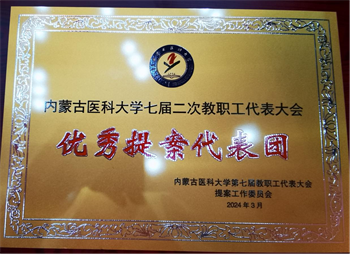 内蒙古医科大学七届二次教职工代表大会
优秀提案代表团
内蒙古医科大学第七届教职工代表大会
提案工作委员会
2024年3月